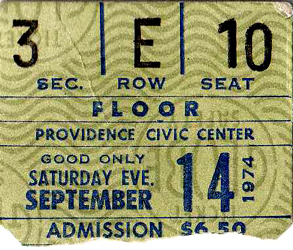 3 E 10
SEC. ROW SEAT
FLOOR
PROVIDENCE CIVIC CENTER
GOOD ONLY
SATURDAY EVE.
SEPTEMBER 14 1974
ADMISSION $6.50